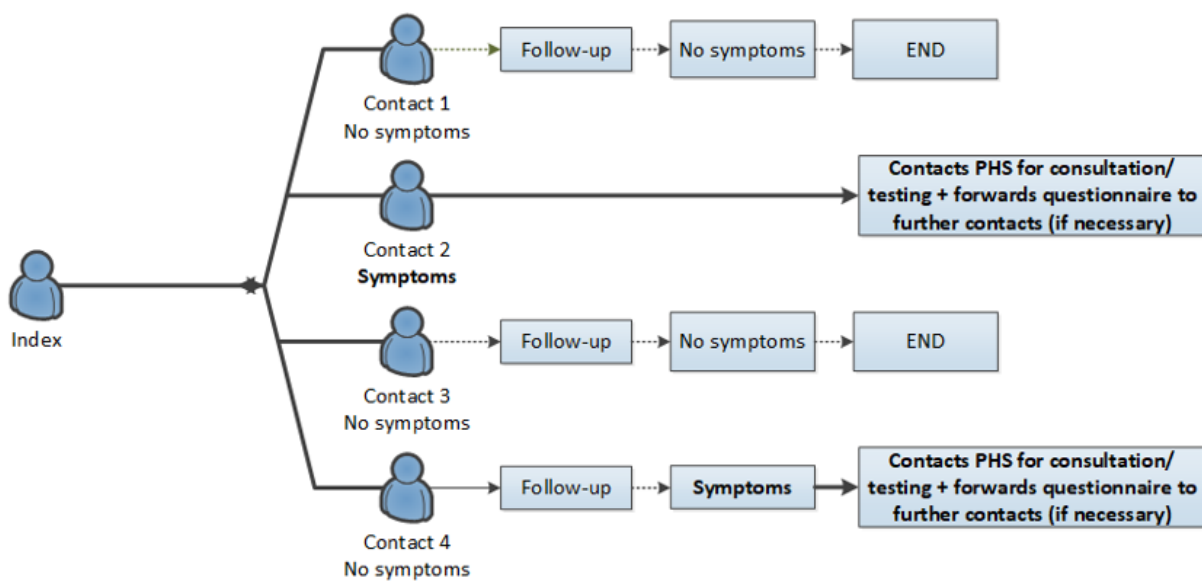 Follow-up
No symptoms
END
Contact 1
No symptoms
Contacts PHS for consultation/
testing + forwards questionnaire to
further contacts (if necessary)
Contact 2
Symptoms
Index
Follow-up
No symptoms
END
Contact 3
No symptoms
Follow-up
Symptoms
Contacts PHS for consultation/
testing + forwards questionnaire to
further contacts (if necessary)
Contact 4
No symptoms